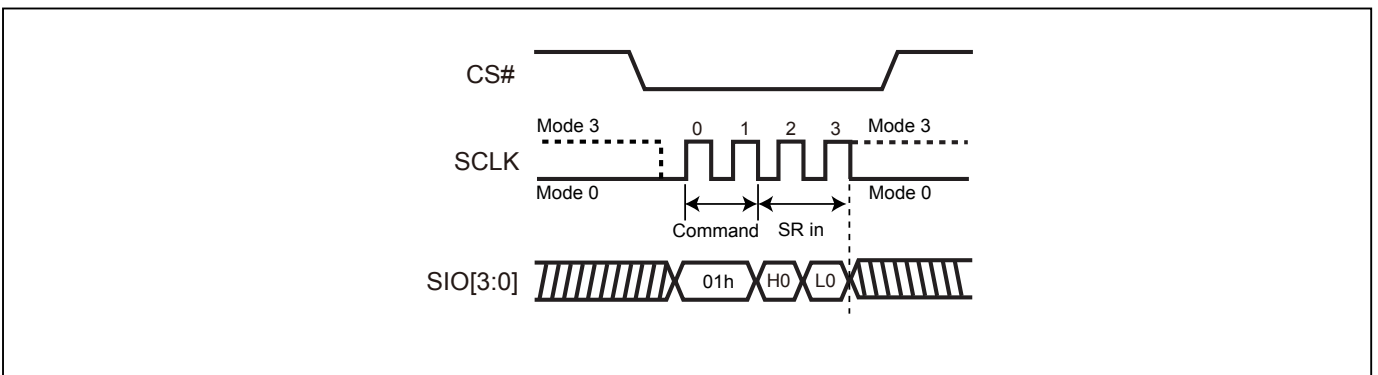 CS#
Mode 3 0 1 2 3 Mode 3
SCLK
Mode 0 Mode 0
Command SR in
SIO[3:0] 01h H0 L0